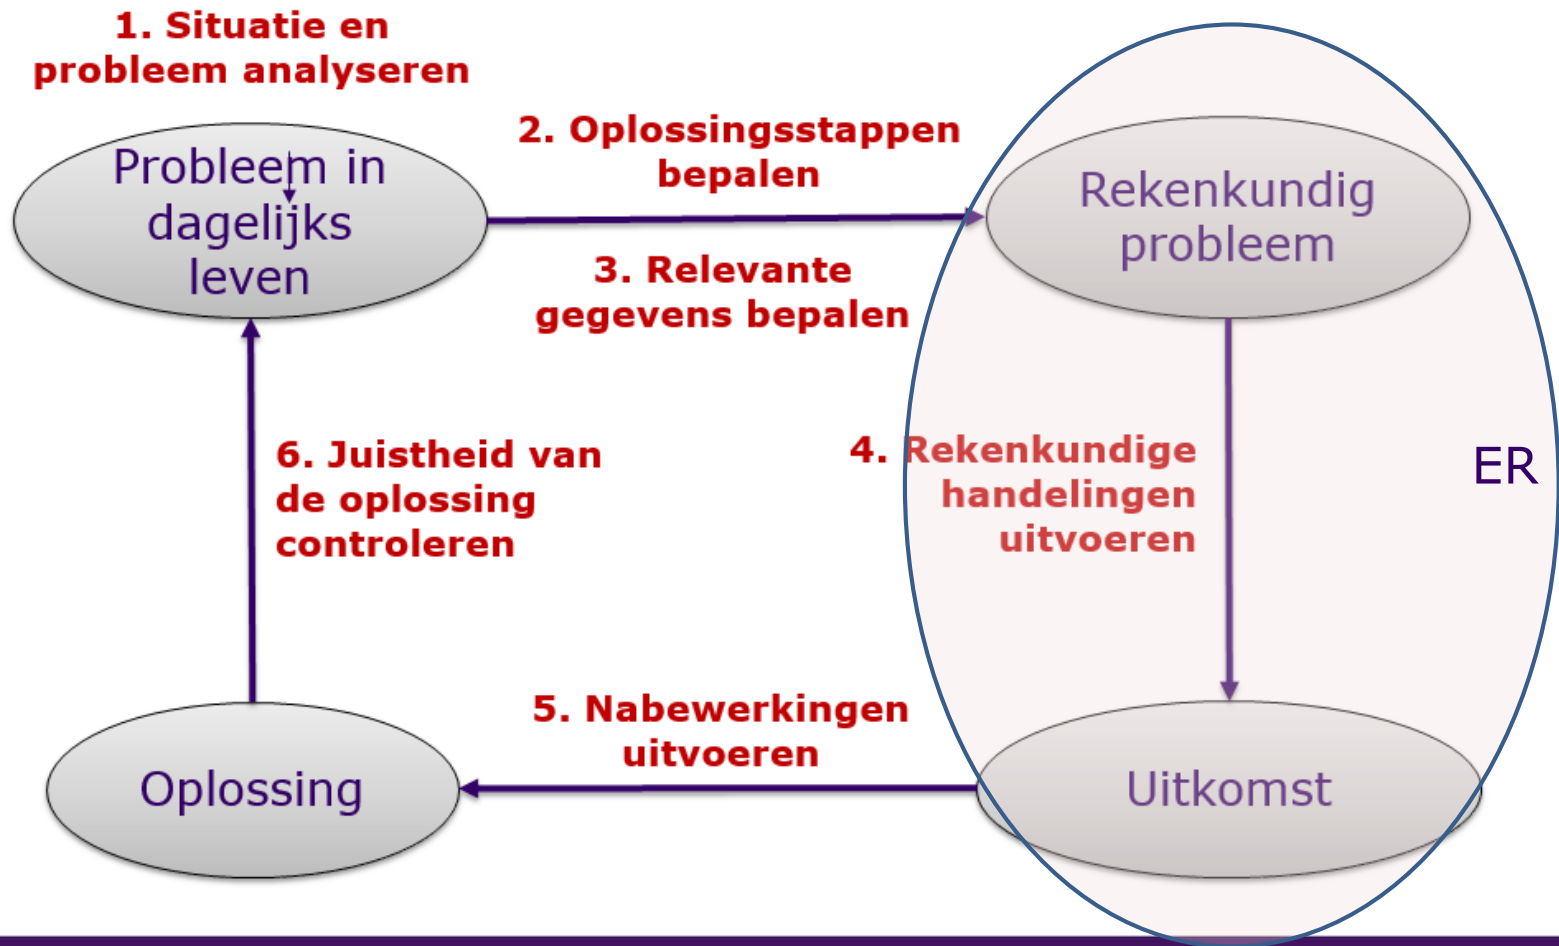 1. Situatie en
probleem analyseren
Probleem in
dagelijks
leven
2. Oplossingsstappen
bepalen
3. Relevante
gegevens bepalen
Rekenkundig
probleem
4. Rekenkundige
handelingen
uitvoeren
ER
Uitkomst
5. Nabewerkingen
uitvoeren
Oplossing
6. Juistheid van
de oplossing
controleren